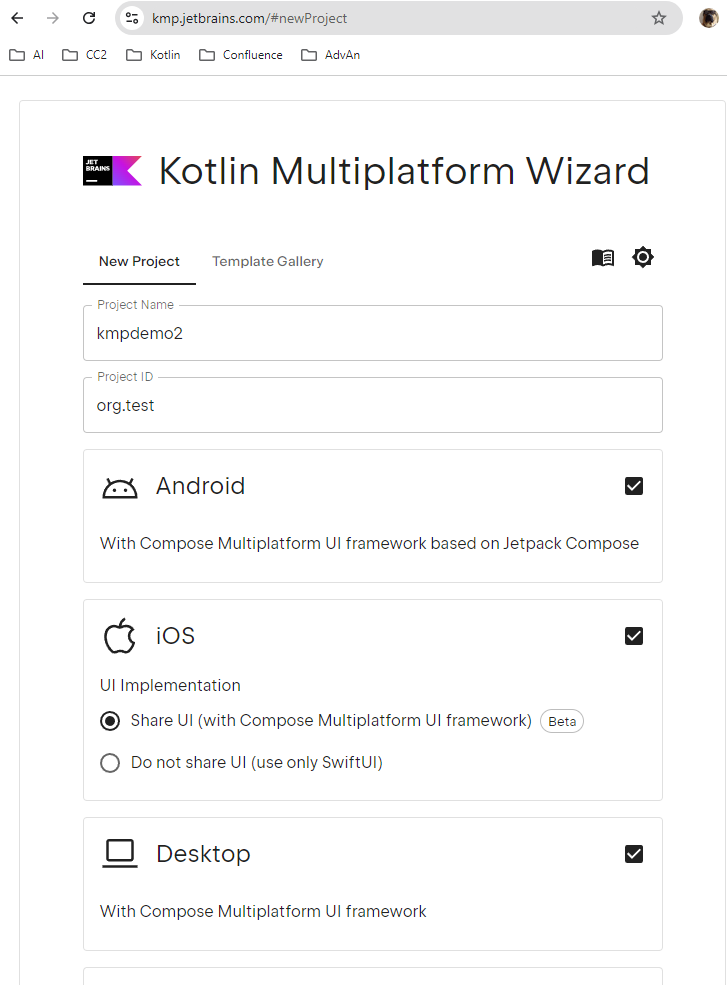 kmp.jetbrains.com/#newProject
AI CC2 Kotlin Confluence AdvAn
JET
BRAINS
Kotlin Multiplatform Wizard
New Project Template Gallery
Project Name
kmpdemo2
Project ID
org.test
Android
With Compose Multiplatform UI framework based on Jetpack Compose
iOS
UI Implementation
Share UI (with Compose Multiplatform UI framework) Beta
Do not share UI (use only SwiftUI)
Desktop
With Compose Multiplatform UI framework